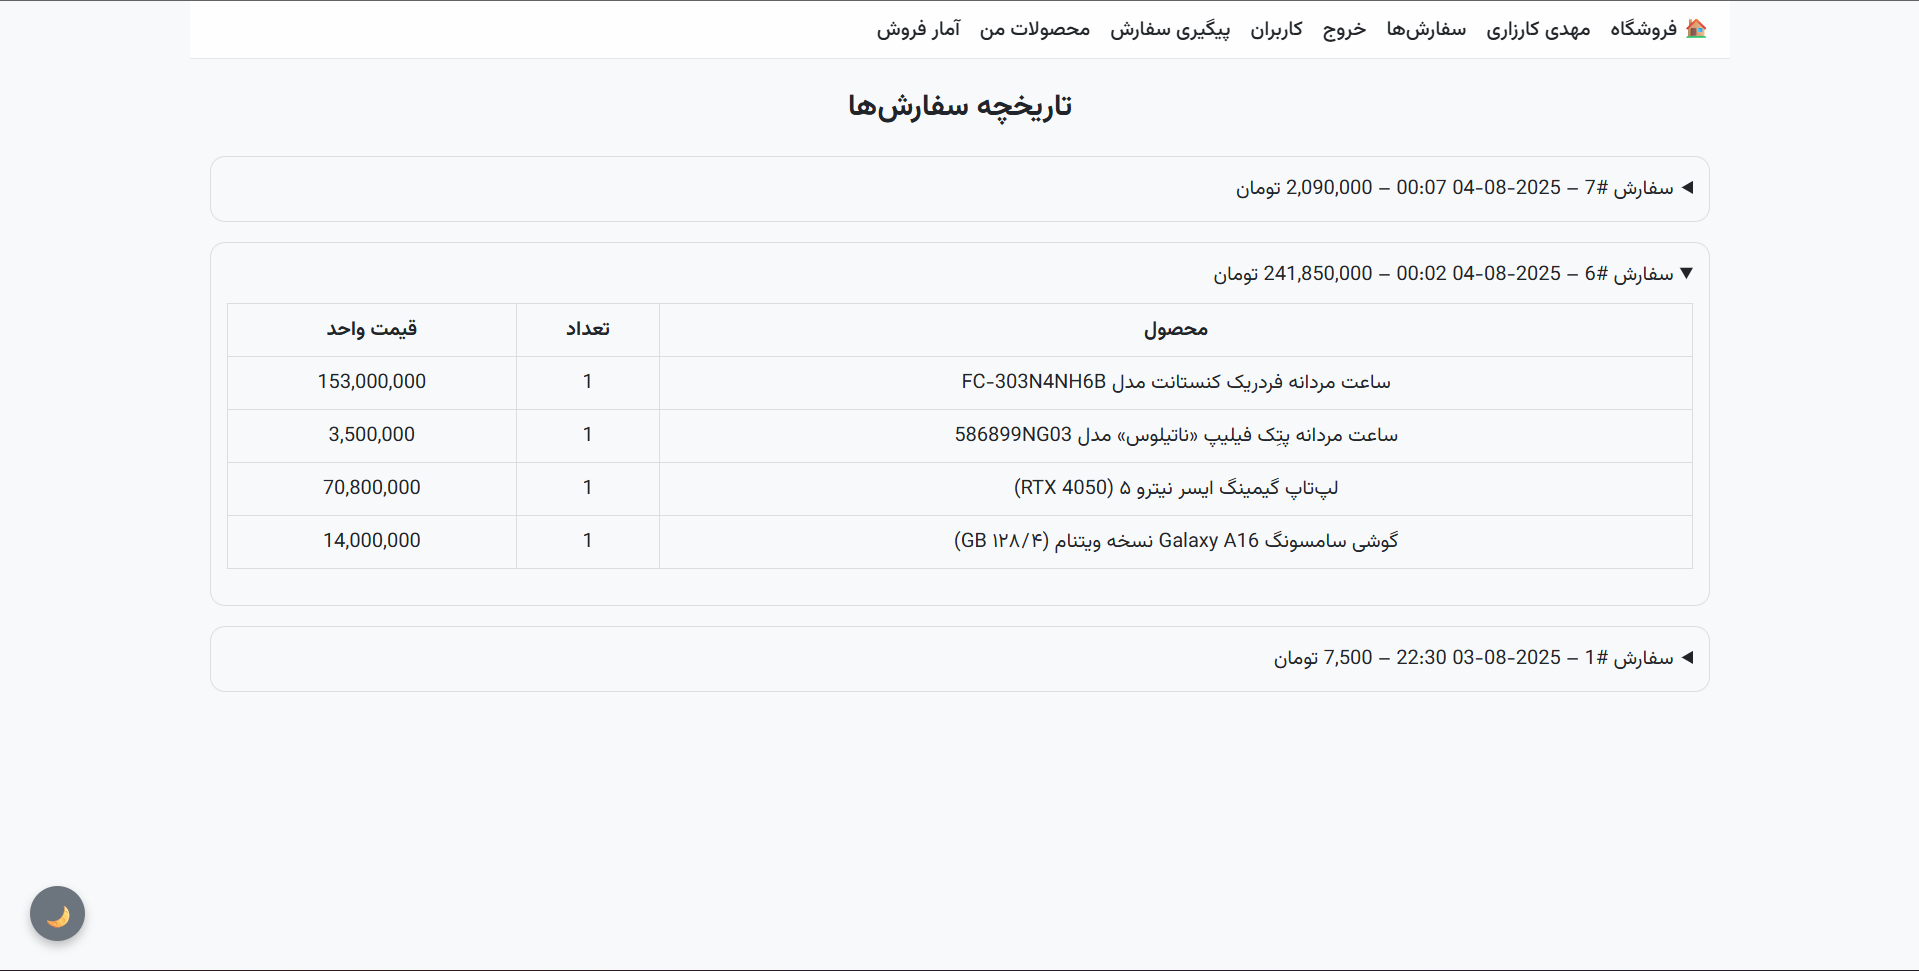 فروشگاه مهدی کارزاری سفارش‌ها خروج کاربران پیگیری سفارش محصولات من آمار فروش
تاریخچه سفارش‌ها
سفارش #7 – 2025-08-04 00:07 – 2,090,000 تومان
سفارش #6 – 2025-08-04 00:02 – 241,850,000 تومان
محصول تعداد قیمت واحد
ساعت مردانه فردریک کنستانت مدل FC-303N4NH6B 1 153,000,000
ساعت مردانه پتِک فیلیپ «ناتیلوس» مدل 586899NG03 1 3,500,000
لپ‌تاپ گیمینگ ایسر نیترو ۵ (RTX 4050) 1 70,800,000
گوشی سامسونگ Galaxy A16 نسخه ویتنام (۴/۱۲۸ GB) 1 14,000,000
سفارش #1 – 2025-08-03 22:30 – 7,500 تومان